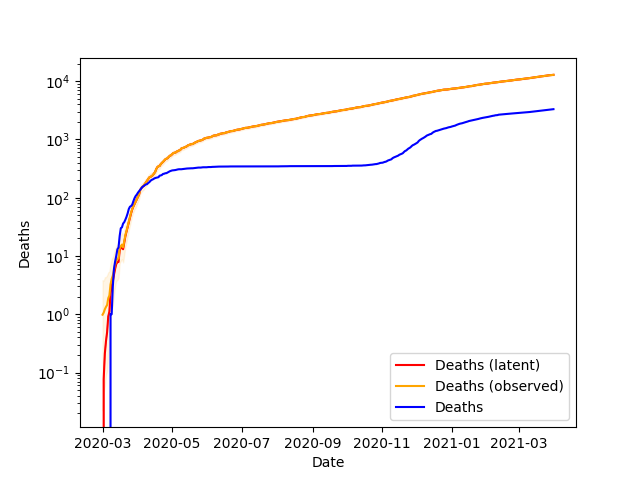 10⁴
10³
10²
10¹
10⁰
10⁻¹
Deaths
2020-03 2020-05 2020-07 2020-09 2020-11 2021-01 2021-03
Date
Deaths (latent)
Deaths (observed)
Deaths